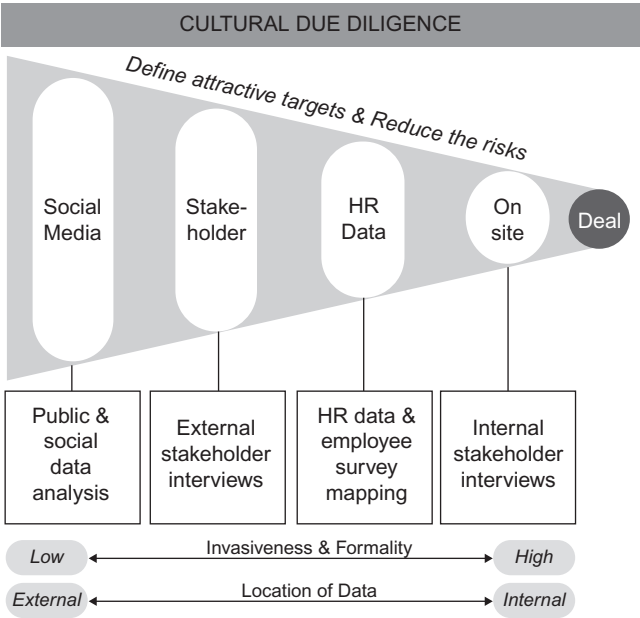 CULTURAL DUE DILIGENCE
Define attractive targets & Reduce the risks
Social
Media
Stake-
holder
HR
Data
On
site
Deal
Public &
social
data
analysis
External
stakeholder
interviews
HR data &
employee
survey
mapping
Internal
stakeholder
interviews
Low
Invasiveness & Formality
High
External
Location of Data
Internal